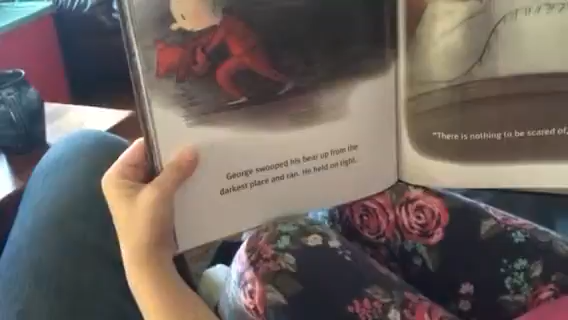 George swooped his bear up from the
darkest place and ran. He held on tight.
"There is nothing to be scared of,